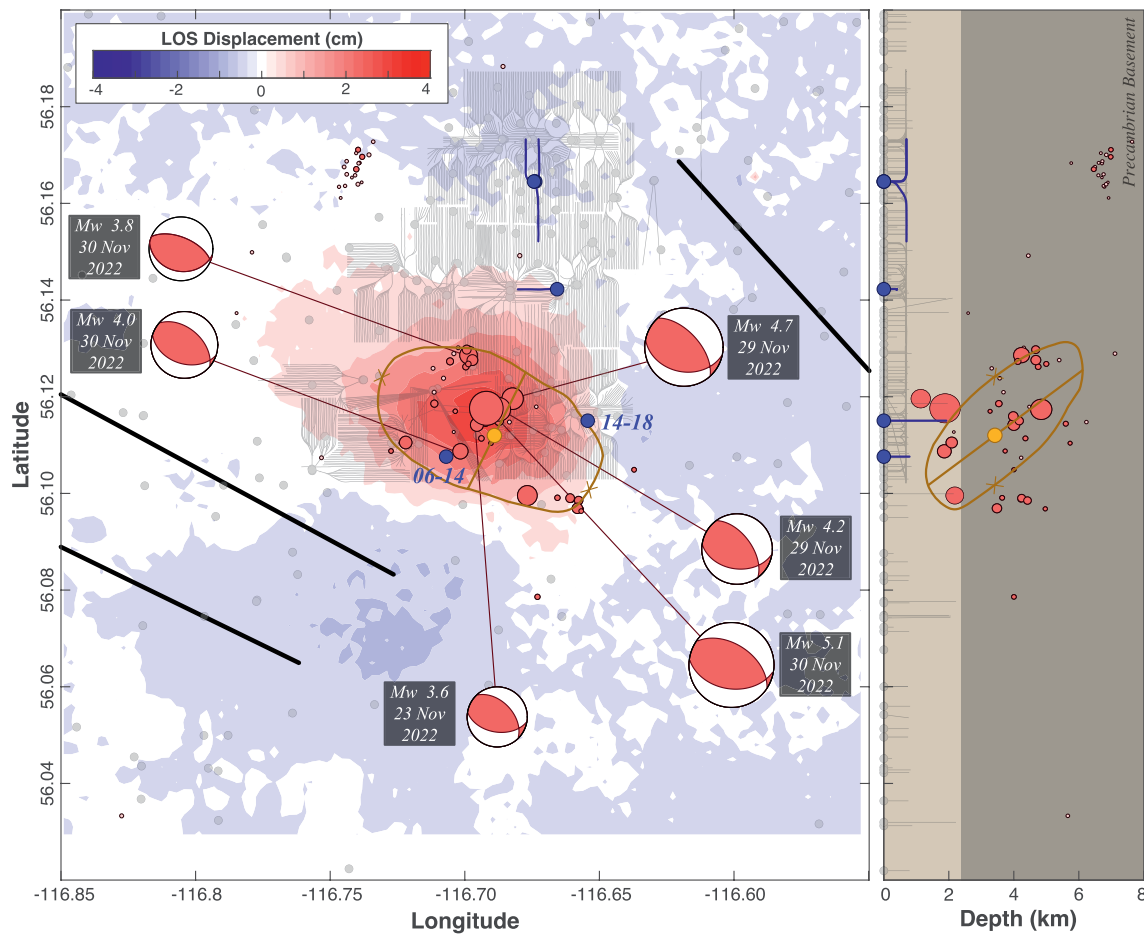 LOS Displacement (cm)
-4 -2 0 2 4
Precambrian Basement
56.18
56.16
56.14
56.12
56.10
56.08
56.06
56.04
Latitude
Mw 3.8
30 Nov
2022
Mw 4.0
30 Nov
2022
Mw 4.7
29 Nov
2022
14-18
06-14
Mw 4.2
29 Nov
2022
Mw 5.1
30 Nov
2022
Mw 3.6
23 Nov
2022
-116.85 -116.8 -116.75 -116.70 -116.65 -116.60
Longitude
0 2 4 6 8
Depth (km)